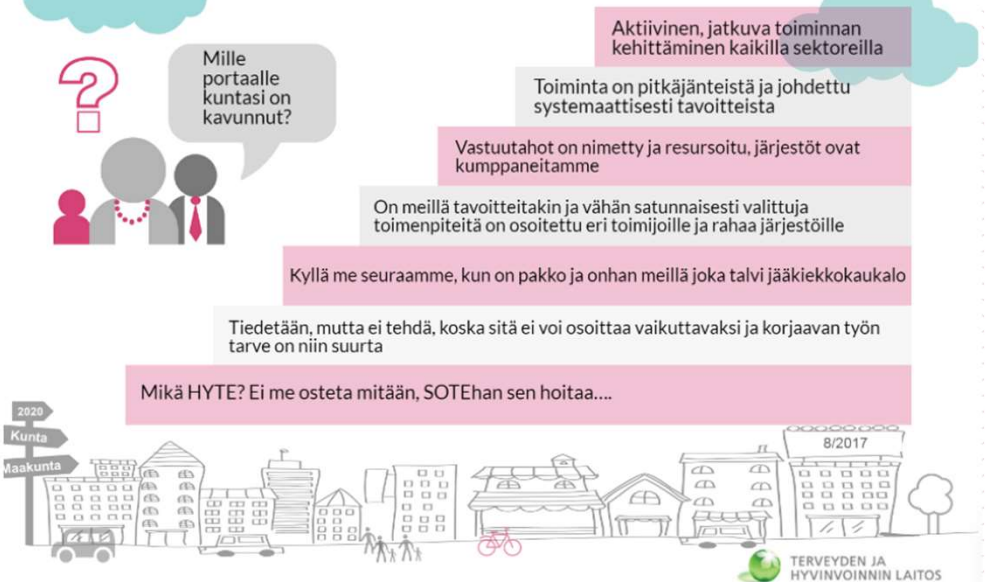 Mille
portaalle
kuntasi on
kavunnut?
Aktiivinen, jatkuva toiminnan
kehittäminen kaikilla sektoreilla
Toiminta on pitkäjänteistä ja johdettu
systemaattisesti tavoitteista
Vastuutahot on nimetty ja resursoitu, järjestöt ovat
kumppaneitamme
On meillä tavoitteitakin ja vähän satunnaisesti valittuja
toimenpiteitä on osoitettu eri toimijoille ja rahaa järjestöille
Kyllä me seuraamme, kun on pakko ja onhan meillä joka talvi jääkiekkokaukalo
Tiedetään, mutta ei tehdä, koska sitä ei voi osoittaa vaikuttavaksi ja korjaavan työn
tarve on niin suurta
Mikä HYTE? Ei me osteta mitään, SOTEhan sen hoitaa....
2020
Kunta
Maakunta
8/2017
TERVEYDEN JA
HYVINVOINNIN LAITOS